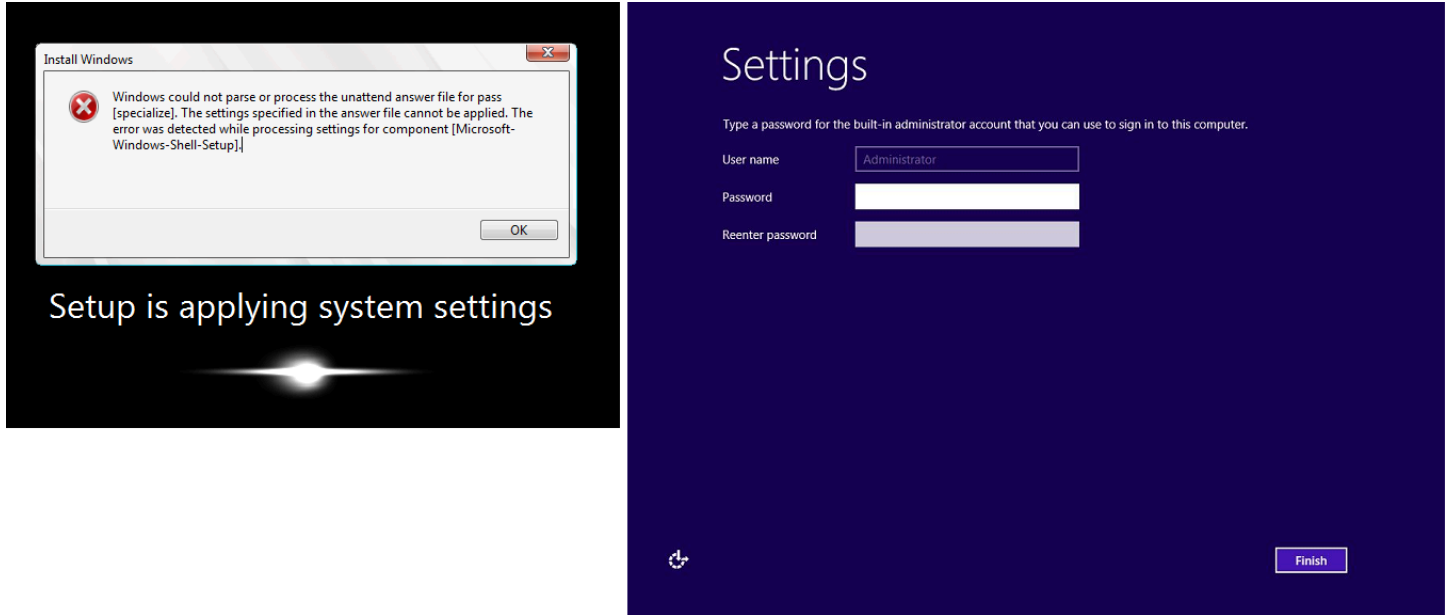 Install Windows
Windows could not parse or process the unattend answer file for pass
[specialize]. The settings specified in the answer file cannot be applied. The
error was detected while processing settings for component [Microsoft-
Windows-Shell-Setup].
OK
Setup is applying system settings
Settings
Type a password for the built-in administrator account that you can use to sign in to this computer.
User name
Administrator
Password
Reenter password
Finish